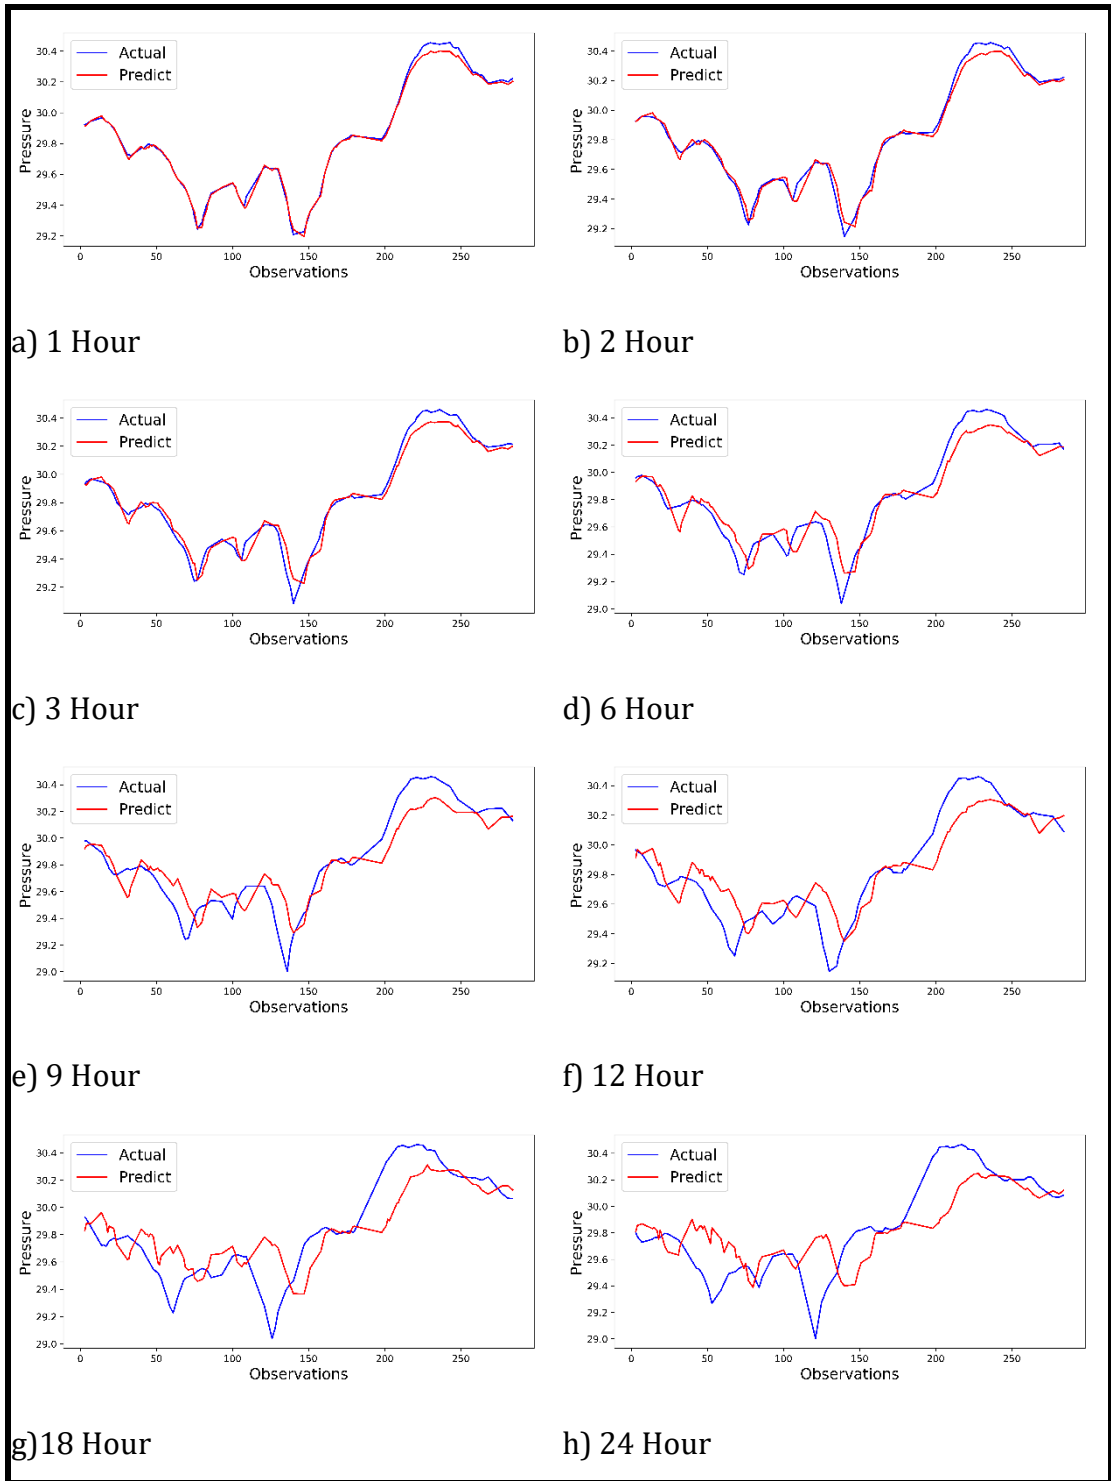 Actual
Predict
30.4
30.2
30.0
29.8
29.6
29.4
29.2
Pressure
0 50 100 150 200 250
Observations
a) 1 Hour
Actual
Predict
30.4
30.2
30.0
29.8
29.6
29.4
29.2
Pressure
0 50 100 150 200 250
Observations
b) 2 Hour
Actual
Predict
30.4
30.2
30.0
29.8
29.6
29.4
29.2
Pressure
0 50 100 150 200 250
Observations
c) 3 Hour
Actual
Predict
30.4
30.2
30.0
29.8
29.6
29.4
29.2
29.0
Pressure
0 50 100 150 200 250
Observations
d) 6 Hour
Actual
Predict
30.4
30.2
30.0
29.8
29.6
29.4
29.2
29.0
Pressure
0 50 100 150 200 250
Observations
e) 9 Hour
Actual
Predict
30.4
30.2
30.0
29.8
29.6
29.4
29.2
Pressure
0 50 100 150 200 250
Observations
f) 12 Hour
Actual
Predict
30.4
30.2
30.0
29.8
29.6
29.4
29.2
29.0
Pressure
0 50 100 150 200 250
Observations
g)18 Hour
Actual
Predict
30.4
30.2
30.0
29.8
29.6
29.4
29.2
29.0
Pressure
0 50 100 150 200 250
Observations
h) 24 Hour